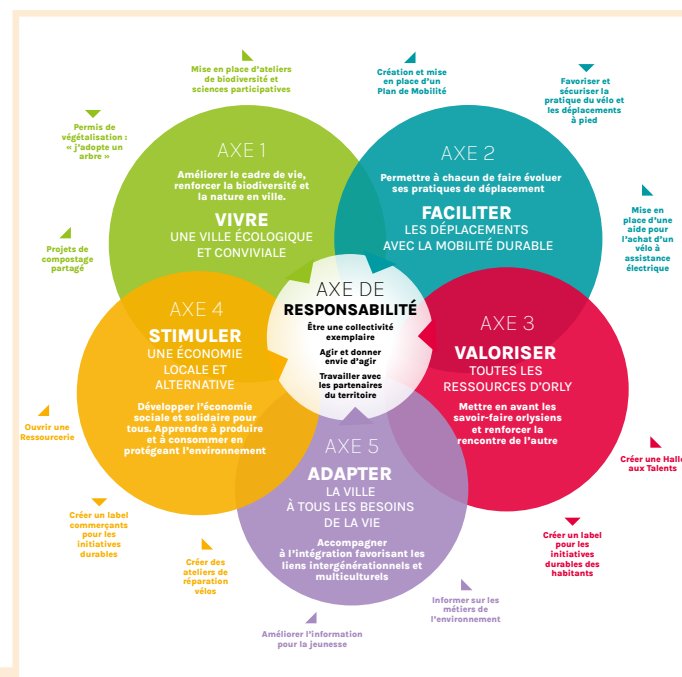 Mise en place d'ateliers
de biodiversité et
sciences participatives
Création et mise
en place d'un
Plan de Mobilité
Favoriser et
sécuriser la
pratique du vélo et
les déplacements
à pied
Permis de
végétalisation :
« j'adopte un
arbre »
AXE 1
Améliorer le cadre de vie,
renforcer la biodiversité et
la nature en ville.
VIVRE
UNE VILLE ÉCOLOGIQUE
ET CONVIVIALE
AXE 2
Permettre à chacun de faire évoluer
ses pratiques de déplacement
FACILITER
LES DÉPLACEMENTS
AVEC LA MOBILITÉ DURABLE
Mise en
place d'une
aide pour
l'achat d'un
vélo à
assistance
électrique
Projets de
compostage
partagé
AXE DE
RESPONSABILITÉ
Être une collectivité
exemplaire
Agir et donner
envie d'agir
Travailler avec
les partenaires
du territoire
AXE 4
STIMULER
UNE ÉCONOMIE
LOCALE ET
ALTERNATIVE
Développer l'économie
sociale et solidaire pour
tous. Apprendre à produire
et à consommer en
protégeant l'environnement
AXE 3
VALORISER
TOUTES LES
RESSOURCES D'ORLY
Mettre en avant les
savoir-faire orlysiens
et renforcer la
rencontre de l'autre
Ouvrir une
Ressourcerie
AXE 5
ADAPTER
LA VILLE
À TOUS LES BESOINS
DE LA VIE
Accompagner
à l'intégration favorisant les
liens intergénérationnels et
multiculturels
Créer une Halle
aux Talents
Créer un label
commerçants
pour les
initiatives
durables
Créer des
ateliers de
réparation
vélos
Créer un label
pour les
initiatives
durables des
habitants
Informer sur les
métiers de
l'environnement
Améliorer l'information
pour la jeunesse